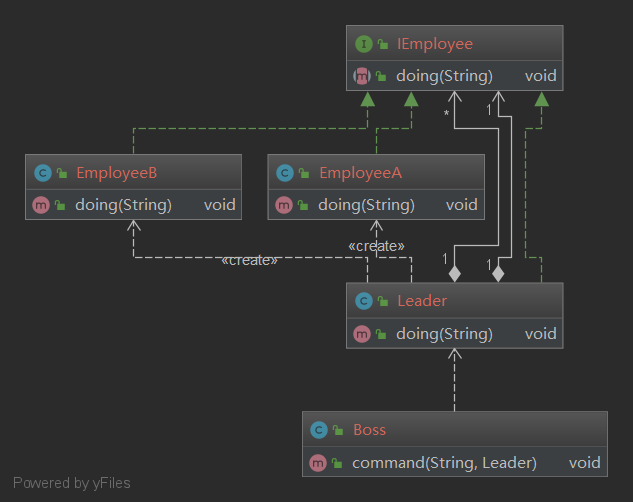 IEmployee
doing(String) void
* 1
EmployeeB
doing(String) void
EmployeeA
doing(String) void
«create»
«create»
1 1
Leader
doing(String) void
Boss
command(String, Leader) void
Powered by yFiles